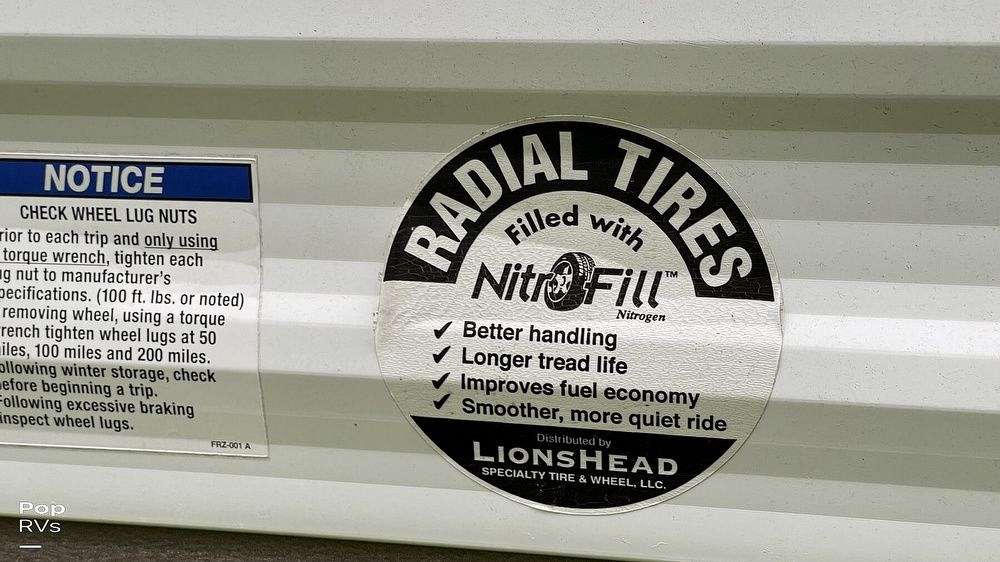 NOTICE
CHECK WHEEL LUG NUTS
rior to each trip and only using
torque wrench, tighten each
ug nut to manufacturer's
pecifications. (100 ft. lbs. or noted)
removing wheel, using a torque
rench tighten wheel lugs at 50
iles, 100 miles and 200 miles.
ollowing winter storage, check
efore beginning a trip.
Following excessive braking
inspect wheel lugs.
FRZ-001 A
RADIAL TIRES
Filled with
NitroFill™
Nitrogen
✔ Better handling
✔ Longer tread life
✔ Improves fuel economy
✔ Smoother, more quiet ride
Distributed by
LIONSHEAD
SPECIALTY TIRE & WHEEL, LLC.
Pop
RVs